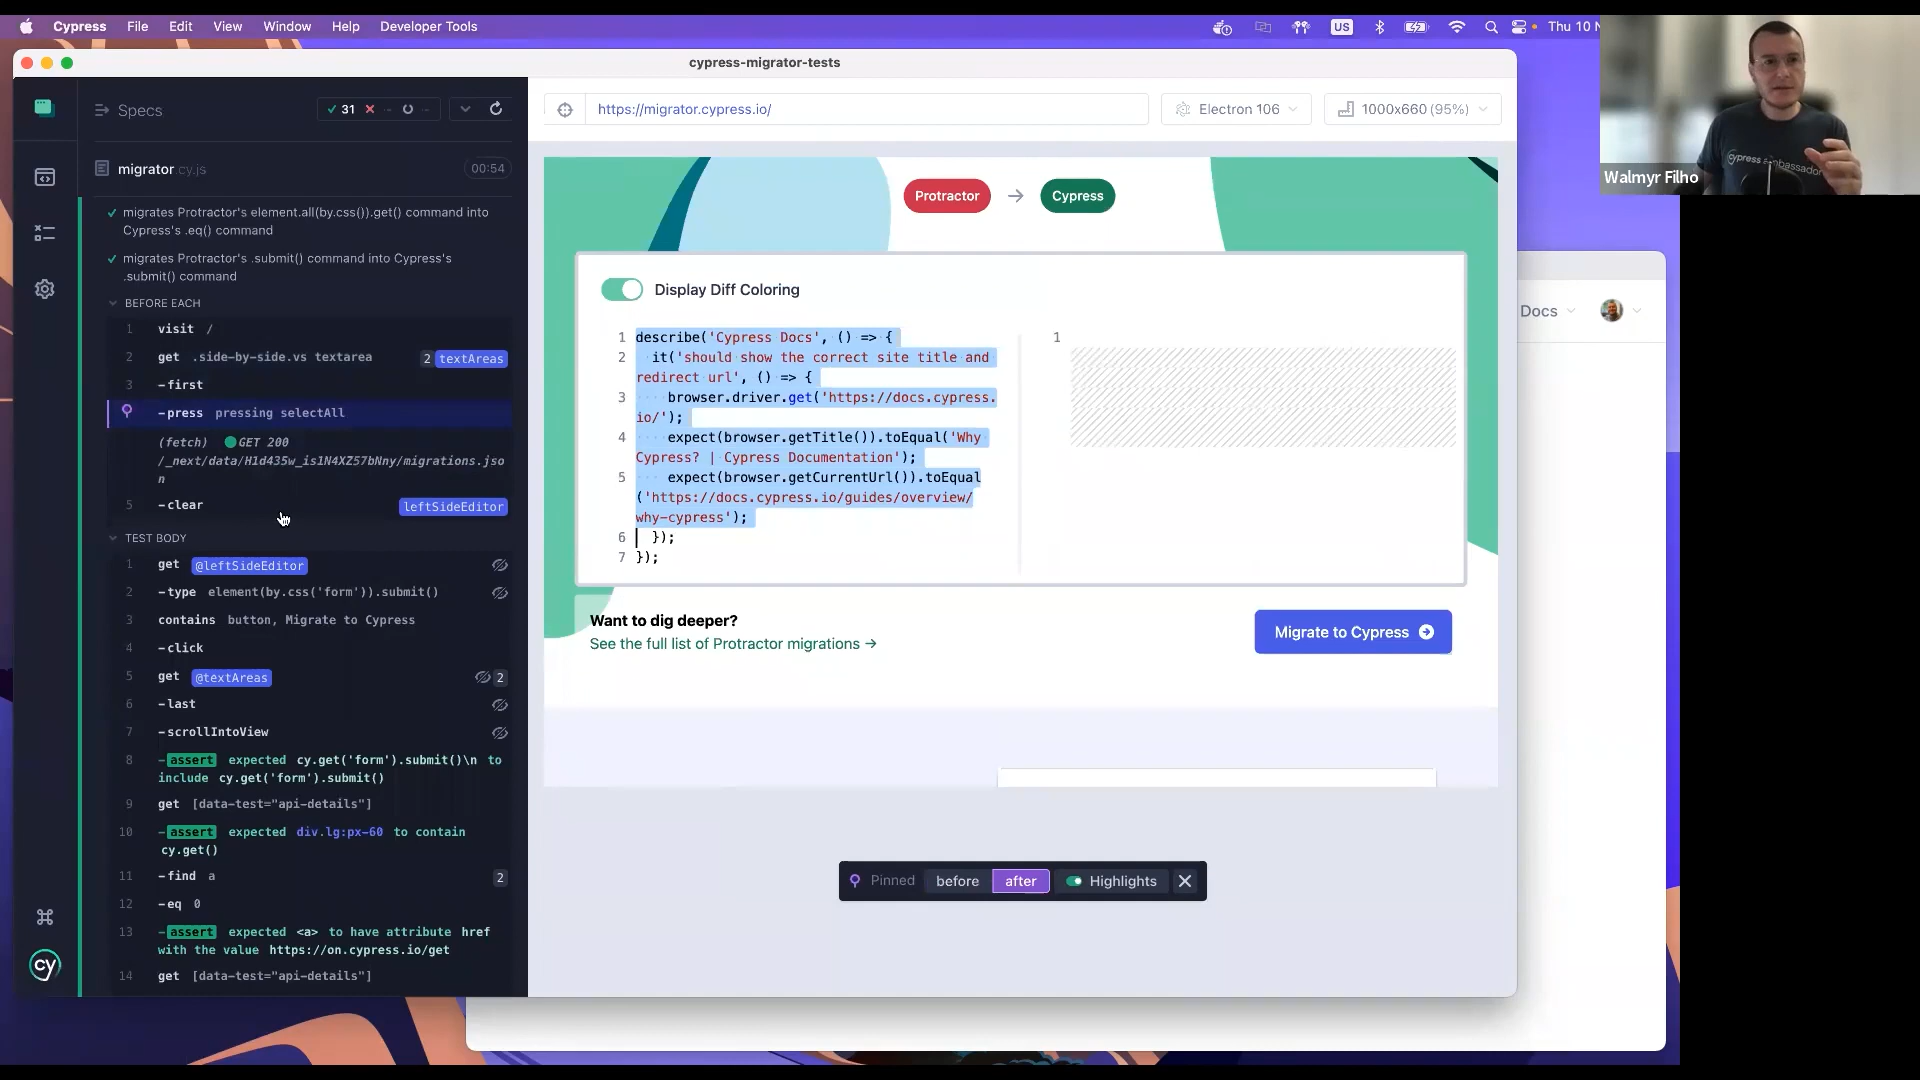 Cypress File Edit View Window Help Developer Tools
US
Thu 10 N
cypress-migrator-tests
Specs
31
migrator.cy.js
00:54
migrates Protractor's element.all(by.css()).get() command into
Cypress's .eq() command
migrates Protractor's .submit() command into Cypress's
.submit() command
BEFORE EACH
1 visit /
2 get .side-by-side.vs textarea 2 textAreas
3 -first
-press pressing selectAll
(fetch) GET 200
/_next/data/H1d435w_is1N4XZ57bNny/migrations.jso
n
5 -clear leftSideEditor
TEST BODY
1 get @leftSideEditor
2 -type element(by.css('form')).submit()
3 contains button, Migrate to Cypress
4 -click
5 get @textAreas 2
6 -last
7 -scrollIntoView
8 -assert expected cy.get('form').submit()\n to
include cy.get('form').submit()
9 get [data-test="api-details"]
10 -assert expected div.lg:px-60 to contain
cy.get()
11 -find a 2
12 -eq 0
13 -assert expected <a> to have attribute href
with the value https://on.cypress.io/get
14 get [data-test="api-details"]
cy
https://migrator.cypress.io/
Electron 106
1000x660 (95%)
Protractor → Cypress
Display Diff Coloring
1 describe('Cypress Docs', () => {
2 it('should show the correct site title and
redirect url', () => {
3 browser.driver.get('https://docs.cypress.
io/');
4 expect(browser.getTitle()).toEqual('Why
Cypress? | Cypress Documentation');
5 expect(browser.getCurrentUrl()).toEqual
('https://docs.cypress.io/guides/overview/
why-cypress');
6 });
7 });
1
Want to dig deeper?
See the full list of Protractor migrations →
Migrate to Cypress
Pinned before after Highlights
Docs
cypress ambassador
Walmyr Filho